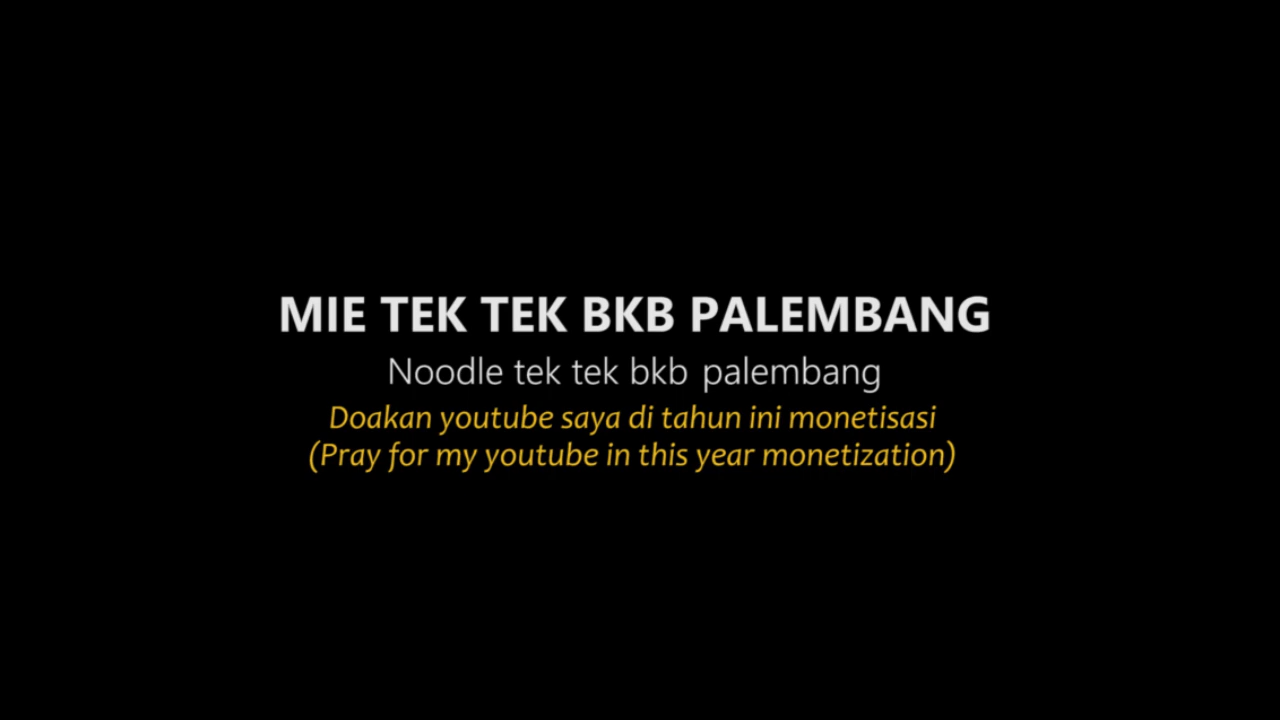 MIE TEK TEK BKB PALEMBANG
Noodle tek tek bkb palembang
Doakan youtube saya di tahun ini monetisasi
(Pray for my youtube in this year monetization)